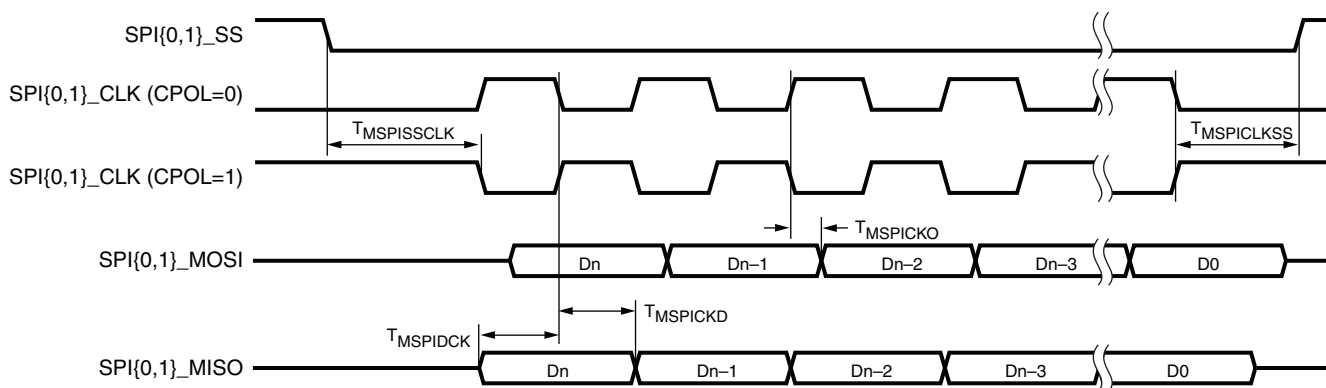 SPI{0,1}_SS
SPI{0,1}_CLK (CPOL=0)
TMSPISSCLK
TMSPICLKSS
SPI{0,1}_CLK (CPOL=1)
TMSPICKO
SPI{0,1}_MOSI
Dn
Dn–1
Dn–2
Dn–3
D0
TMSPICKD
TMSPIDCK
SPI{0,1}_MISO
Dn
Dn–1
Dn–2
Dn–3
D0